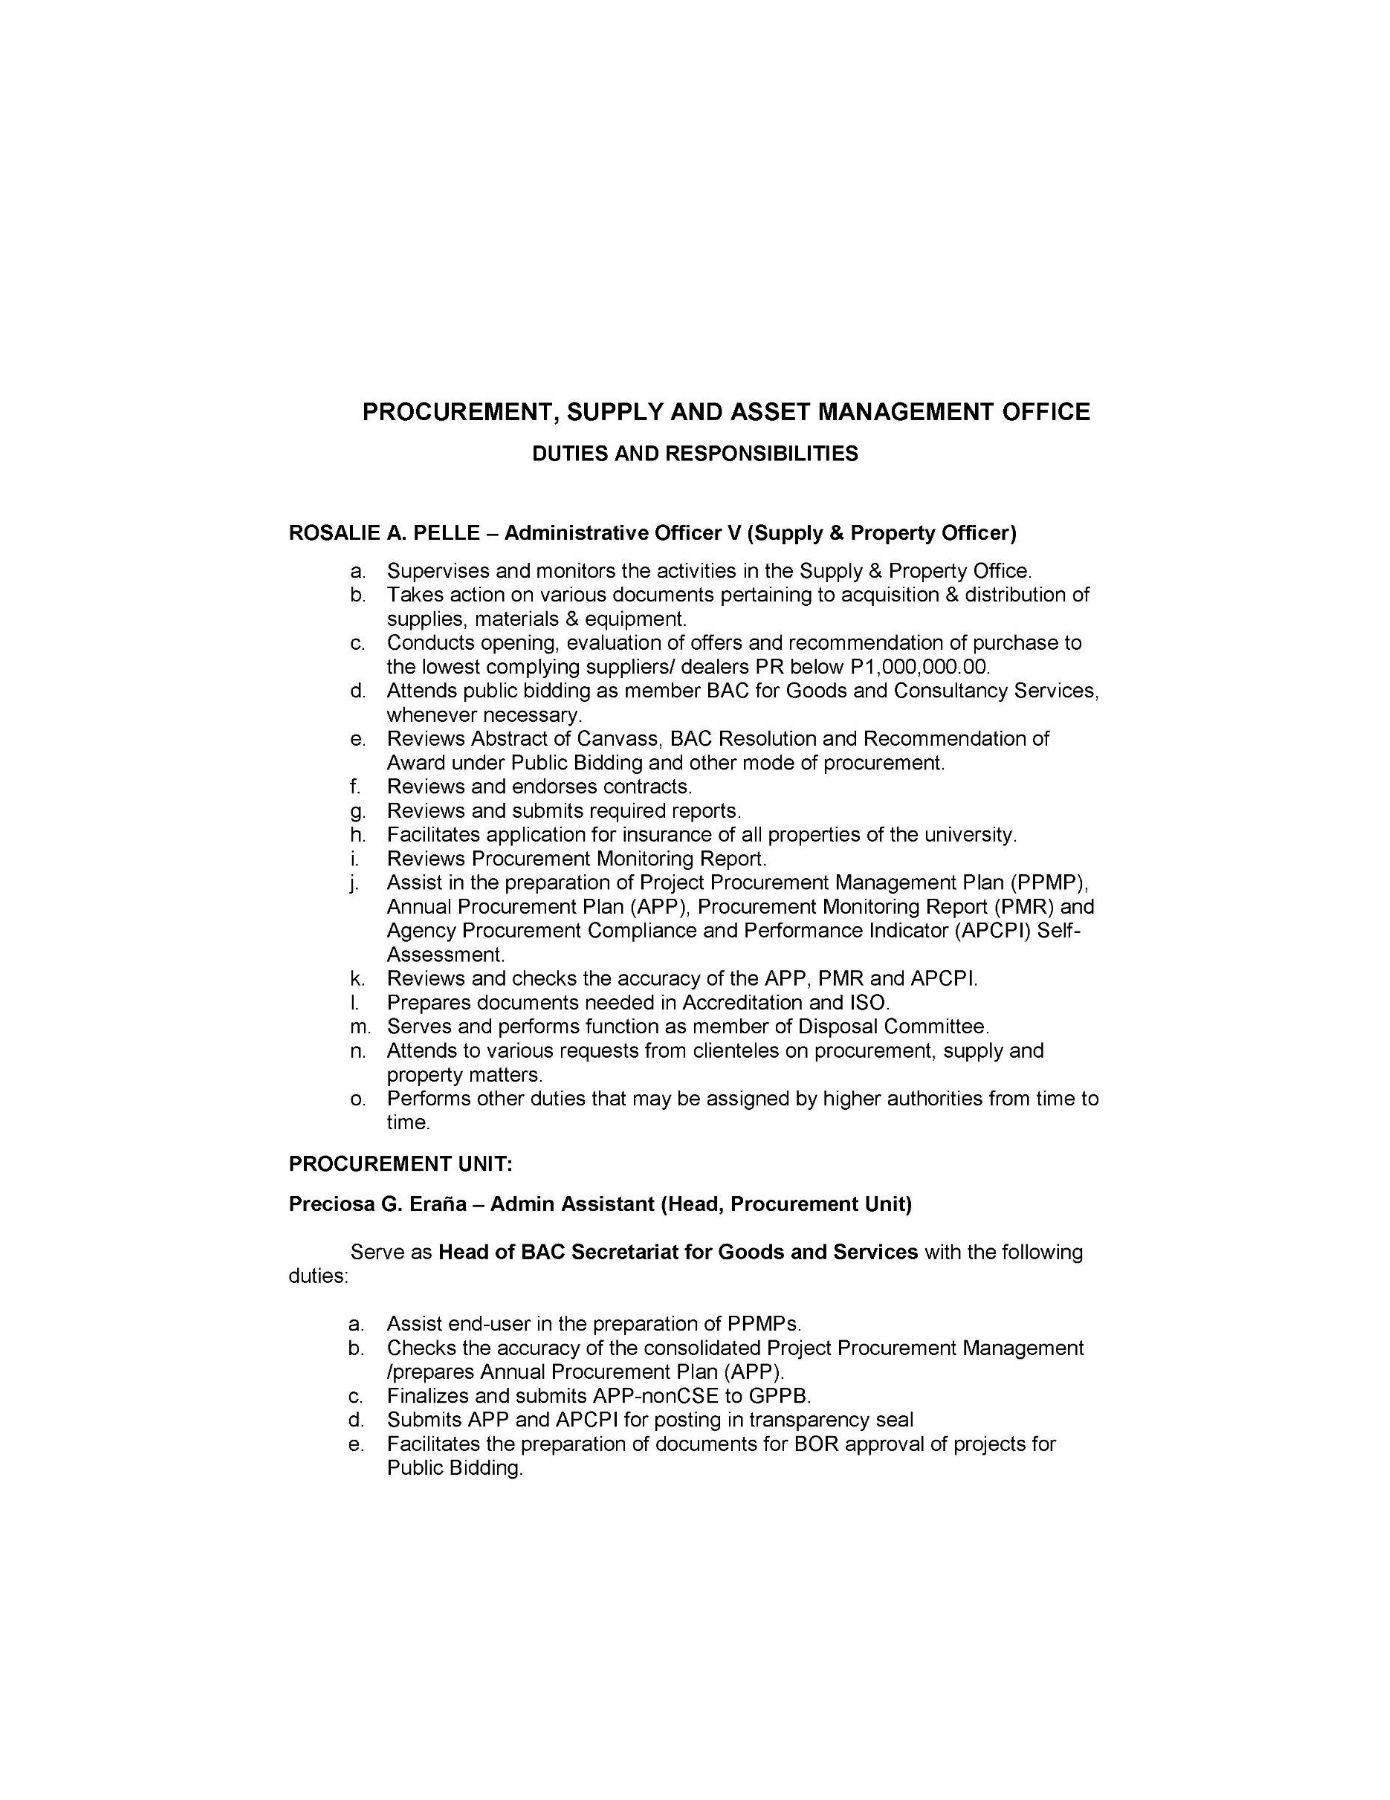 PROCUREMENT, SUPPLY AND ASSET MANAGEMENT OFFICE
DUTIES AND RESPONSIBILITIES
ROSALIE A. PELLE – Administrative Officer V (Supply & Property Officer)
a. Supervises and monitors the activities in the Supply & Property Office.
b. Takes action on various documents pertaining to acquisition & distribution of
supplies, materials & equipment.
c. Conducts opening, evaluation of offers and recommendation of purchase to
the lowest complying suppliers/ dealers PR below P1,000,000.00.
d. Attends public bidding as member BAC for Goods and Consultancy Services,
whenever necessary.
e. Reviews Abstract of Canvass, BAC Resolution and Recommendation of
Award under Public Bidding and other mode of procurement.
f. Reviews and endorses contracts.
g. Reviews and submits required reports.
h. Facilitates application for insurance of all properties of the university.
i. Reviews Procurement Monitoring Report.
j. Assist in the preparation of Project Procurement Management Plan (PPMP),
Annual Procurement Plan (APP), Procurement Monitoring Report (PMR) and
Agency Procurement Compliance and Performance Indicator (APCPI) Self-
Assessment.
k. Reviews and checks the accuracy of the APP, PMR and APCPI.
l. Prepares documents needed in Accreditation and ISO.
m. Serves and performs function as member of Disposal Committee.
n. Attends to various requests from clienteles on procurement, supply and
property matters.
o. Performs other duties that may be assigned by higher authorities from time to
time.
PROCUREMENT UNIT:
Preciosa G. Eraña – Admin Assistant (Head, Procurement Unit)
Serve as Head of BAC Secretariat for Goods and Services with the following
duties:
a. Assist end-user in the preparation of PPMPs.
b. Checks the accuracy of the consolidated Project Procurement Management
/prepares Annual Procurement Plan (APP).
c. Finalizes and submits APP-nonCSE to GPPB.
d. Submits APP and APCPI for posting in transparency seal
e. Facilitates the preparation of documents for BOR approval of projects for
Public Bidding.